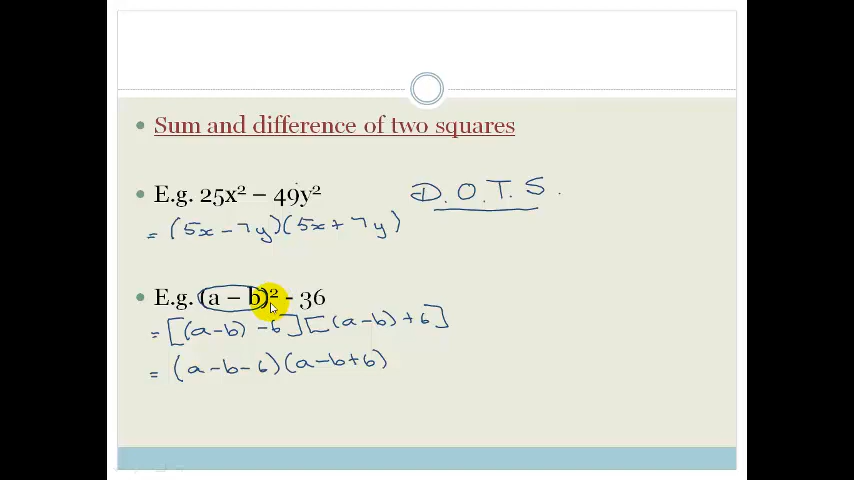 Sum and difference of two squares
E.g. 25x² – 49y² D.O.T.S.
= (5x – 7y)(5x + 7y)
E.g. (a – b)² - 36
= [(a–b) – 6][(a–b) + 6]
= (a–b–6)(a–b+6)